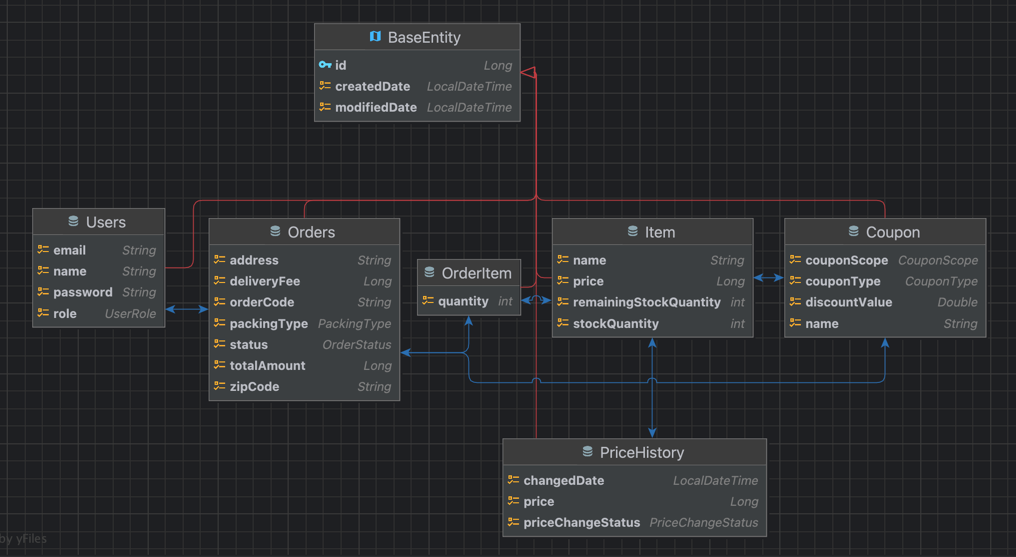 BaseEntity
id Long
createdDate LocalDateTime
modifiedDate LocalDateTime
Users
email String
name String
password String
role UserRole
Orders
address String
deliveryFee Long
orderCode String
packingType PackingType
status OrderStatus
totalAmount Long
zipCode String
OrderItem
quantity int
Item
name String
price Long
remainingStockQuantity int
stockQuantity int
Coupon
couponScope CouponScope
couponType CouponType
discountValue Double
name String
PriceHistory
changedDate LocalDateTime
price Long
priceChangeStatus PriceChangeStatus
by yFiles